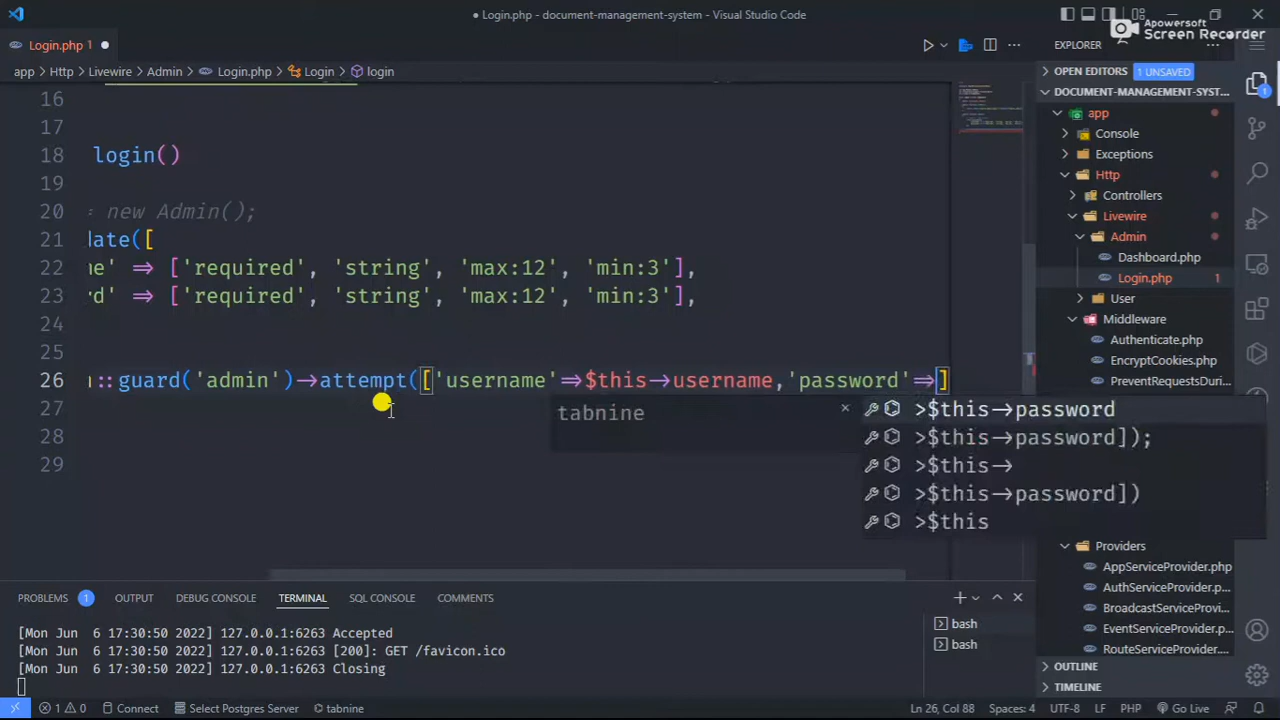 ● Login.php - document-management-system - Visual Studio Code
Apowersoft
Screen Recorder
Login.php 1 ●
EXPLORER
app > Http > Livewire > Admin > Login.php > Login > login
16
17
18 login()
19
20 = new Admin();
21 date([
22 me' => ['required', 'string', 'max:12', 'min:3'],
23 rd' => ['required', 'string', 'max:12', 'min:3'],
24
25
26 ::guard('admin')->attempt(['username'=>$this->username,'password'=>]
27
28
29
tabnine
>$this->password
>$this->password]);
>$this->
>$this->password])
>$this
OPEN EDITORS 1 UNSAVED
DOCUMENT-MANAGEMENT-SYST...
app
Console
Exceptions
Http
Controllers
Livewire
Admin
Dashboard.php
Login.php 1
User
Middleware
Authenticate.php
EncryptCookies.php
PreventRequestsDuri...
Providers
AppServiceProvider.php
AuthServiceProvider.p...
BroadcastServiceProvi...
EventServiceProvider.p...
RouteServiceProvider....
OUTLINE
TIMELINE
PROBLEMS 1 OUTPUT DEBUG CONSOLE TERMINAL SQL CONSOLE COMMENTS
[Mon Jun  6 17:30:50 2022] 127.0.0.1:6263 Accepted
[Mon Jun  6 17:30:50 2022] 127.0.0.1:6263 [200]: GET /favicon.ico
[Mon Jun  6 17:30:50 2022] 127.0.0.1:6263 Closing
bash
bash
1 0 Connect Select Postgres Server tabnine Ln 26, Col 88 Spaces: 4 UTF-8 LF PHP Go Live